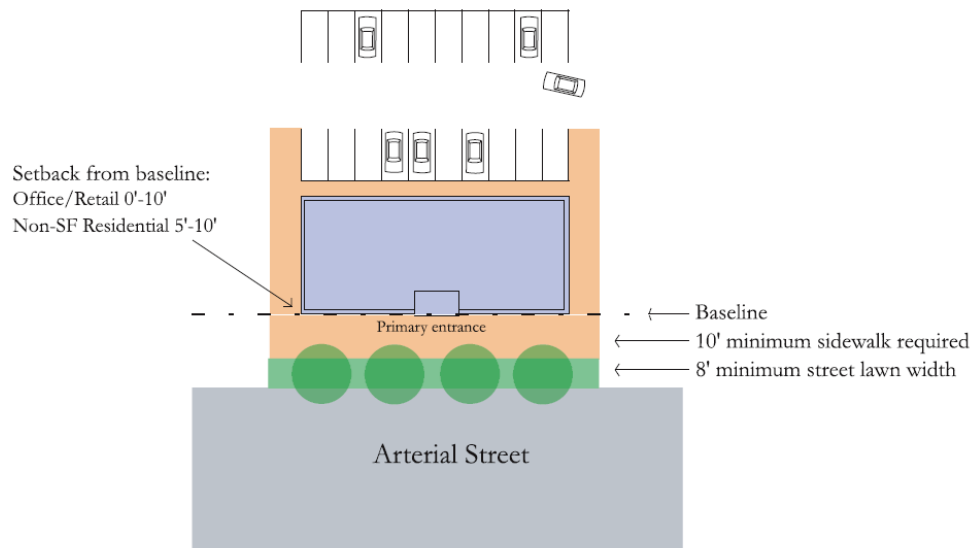 Setback from baseline:
Office/Retail 0'-10'
Non-SF Residential 5'-10'
Primary entrance
Baseline
10' minimum sidewalk required
8' minimum street lawn width
Arterial Street